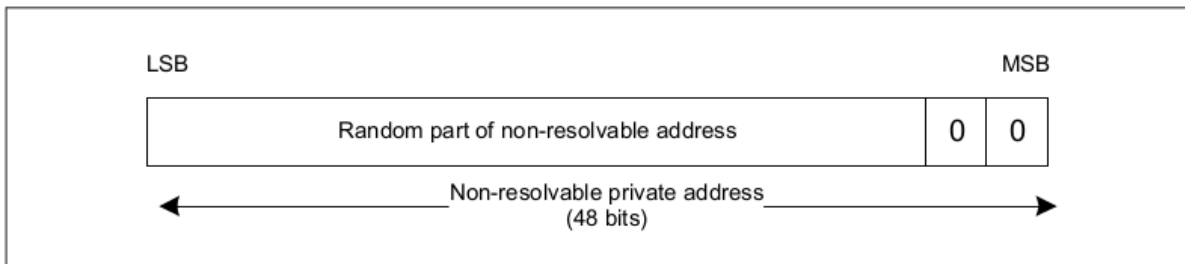 LSB MSB
Random part of non-resolvable address 0 0
Non-resolvable private address
(48 bits)